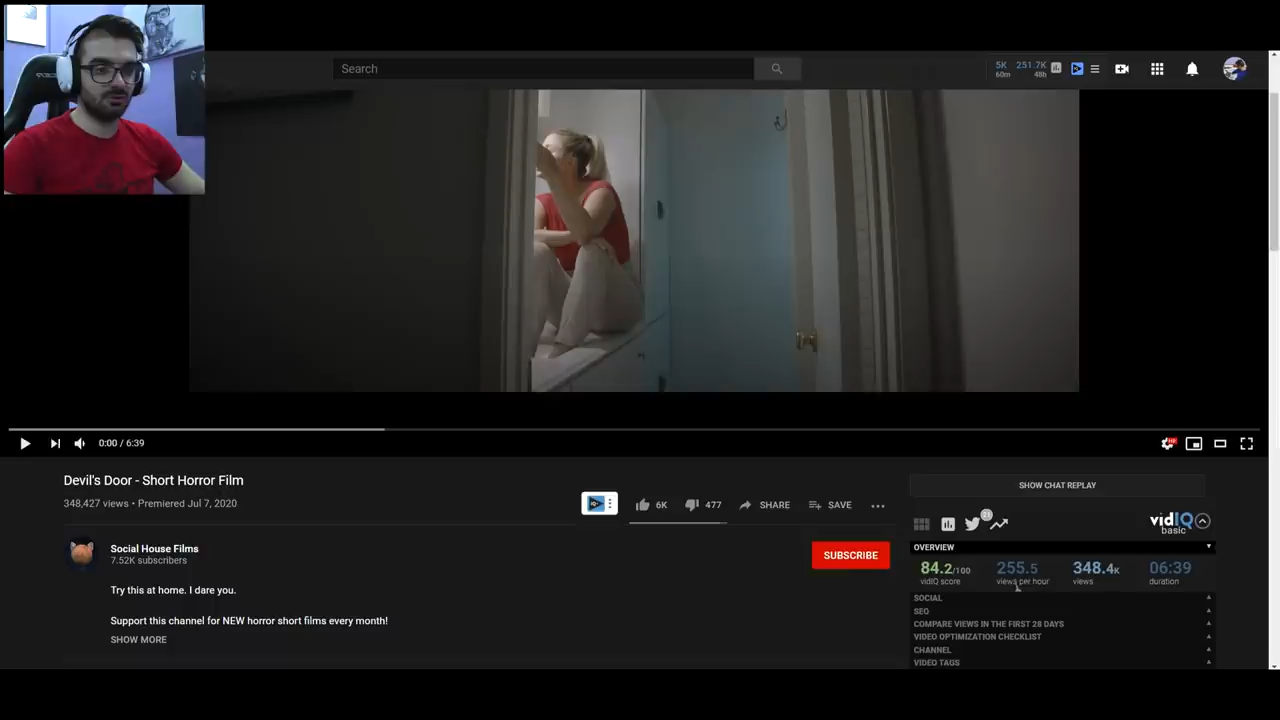 Search
5K 251.7K
60m 48h
0:00 / 6:39
HD
Devil's Door - Short Horror Film
348,427 views • Premiered Jul 7, 2020
6K 477 SHARE SAVE
SHOW CHAT REPLAY
21
vidIQ
basic
Social House Films
7.52K subscribers
SUBSCRIBE
Try this at home. I dare you.
Support this channel for NEW horror short films every month!
SHOW MORE
OVERVIEW
84.2/100 255.5 348.4K 06:39
vidIQ score views per hour views duration
SOCIAL
SEO
COMPARE VIEWS IN THE FIRST 28 DAYS
VIDEO OPTIMIZATION CHECKLIST
CHANNEL
VIDEO TAGS